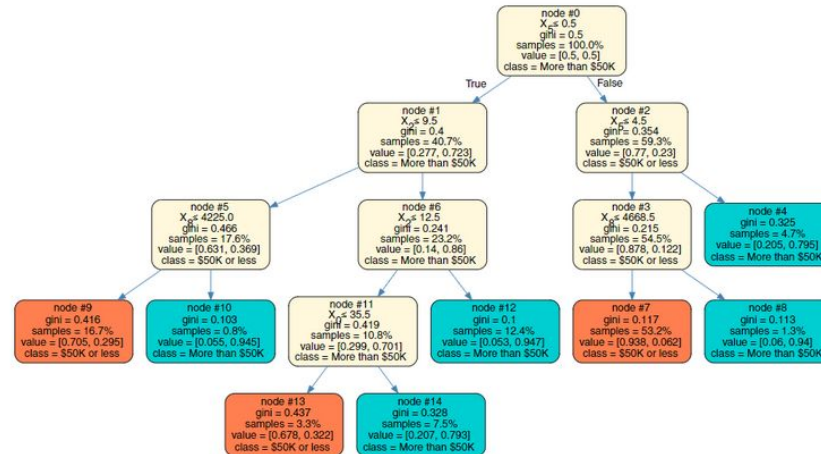 node #0
X5 ≤ 0.5
gini = 0.5
samples = 100.0%
value = [0.5, 0.5]
class = More than $50K
True
False
node #1
X2 ≤ 9.5
gini = 0.4
samples = 40.7%
value = [0.277, 0.723]
class = More than $50K
node #2
X5 ≤ 4.5
gini = 0.354
samples = 59.3%
value = [0.77, 0.23]
class = $50K or less
node #5
X8 ≤ 4225.0
gini = 0.466
samples = 17.6%
value = [0.631, 0.369]
class = $50K or less
node #6
X2 ≤ 12.5
gini = 0.241
samples = 23.2%
value = [0.14, 0.86]
class = More than $50K
node #3
X8 ≤ 4668.5
gini = 0.215
samples = 54.5%
value = [0.878, 0.122]
class = $50K or less
node #4
gini = 0.325
samples = 4.7%
value = [0.205, 0.795]
class = More than $50K
node #9
gini = 0.416
samples = 16.7%
value = [0.705, 0.295]
class = $50K or less
node #10
gini = 0.103
samples = 0.8%
value = [0.055, 0.945]
class = More than $50K
node #11
X0 ≤ 35.5
gini = 0.419
samples = 10.8%
value = [0.299, 0.701]
class = More than $50K
node #12
gini = 0.1
samples = 12.4%
value = [0.053, 0.947]
class = More than $50K
node #7
gini = 0.117
samples = 53.2%
value = [0.938, 0.062]
class = $50K or less
node #8
gini = 0.113
samples = 1.3%
value = [0.06, 0.94]
class = More than $50K
node #13
gini = 0.437
samples = 3.3%
value = [0.678, 0.322]
class = $50K or less
node #14
gini = 0.328
samples = 7.5%
value = [0.207, 0.793]
class = More than $50K